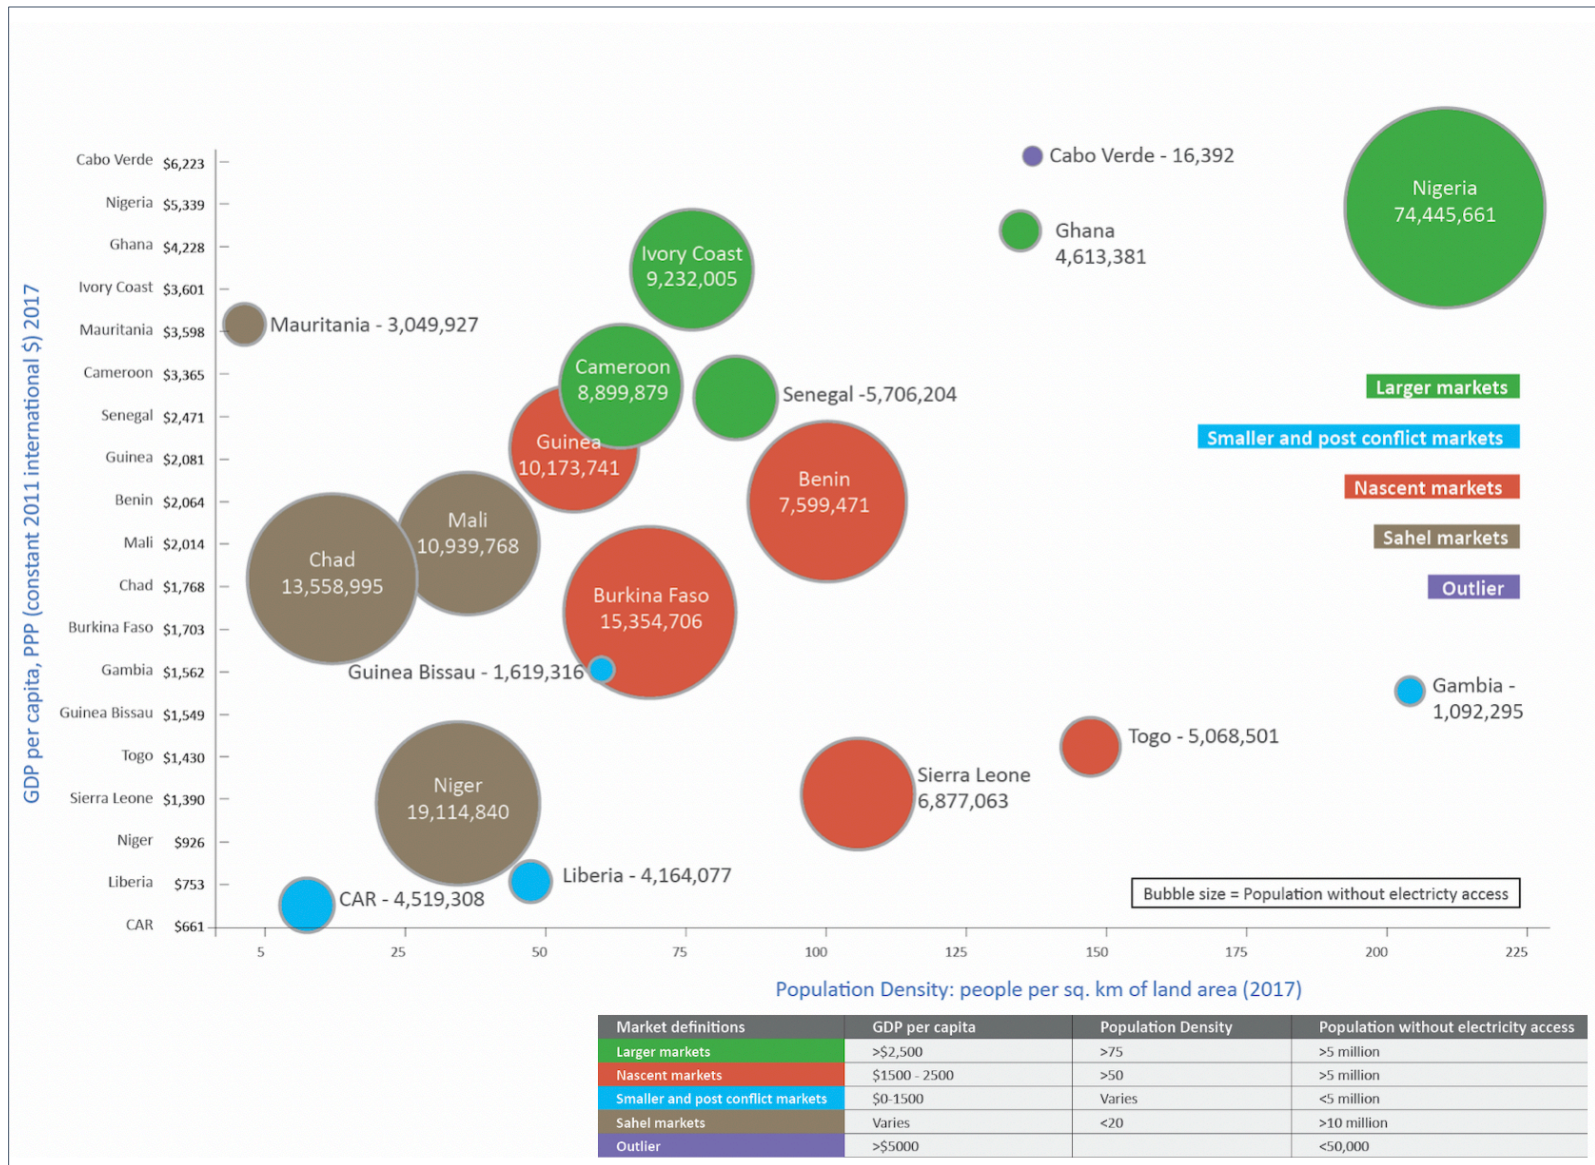 GDP per capita, PPP (constant 2011 international $) 2017
Cabo Verde $6,223
Nigeria $5,339
Ghana $4,228
Ivory Coast $3,601
Mauritania $3,598
Cameroon $3,365
Senegal $2,471
Guinea $2,081
Benin $2,064
Mali $2,014
Chad $1,768
Burkina Faso $1,703
Gambia $1,562
Guinea Bissau $1,549
Togo $1,430
Sierra Leone $1,390
Niger $926
Liberia $753
CAR $661
Cabo Verde - 16,392
Nigeria
74,445,661
Ghana
4,613,381
Ivory Coast
9,232,005
Mauritania - 3,049,927
Cameroon
8,899,879
Senegal -5,706,204
Guinea
10,173,741
Benin
7,599,471
Mali
10,939,768
Chad
13,558,995
Burkina Faso
15,354,706
Guinea Bissau - 1,619,316
Gambia -
1,092,295
Togo - 5,068,501
Sierra Leone
6,877,063
Niger
19,114,840
Liberia - 4,164,077
CAR - 4,519,308
Larger markets
Smaller and post conflict markets
Nascent markets
Sahel markets
Outlier
Bubble size = Population without electricty access
5 25 50 75 100 125 150 175 200 225
Population Density: people per sq. km of land area (2017)
Market definitions GDP per capita Population Density Population without electricity access
Larger markets >$2,500 >75 >5 million
Nascent markets $1500 - 2500 >50 >5 million
Smaller and post conflict markets $0-1500 Varies <5 million
Sahel markets Varies <20 >10 million
Outlier >$5000 <50,000